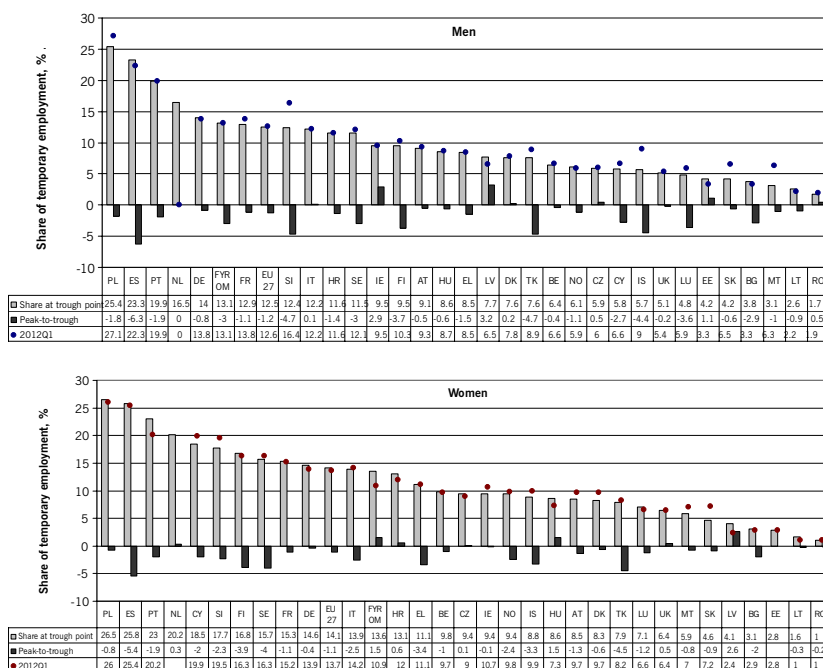 Men
Share of temporary employment, % .
30
25
20
15
10
5
0
-5
-10
PL ES PT NL DE FYR OM FR EU 27 SI IT HR SE IE FI AT HU EL LV DK TK BE NO CZ CY IS UK LU EE SK BG MT LT RO
Share at trough point 25.4 23.3 19.9 16.5 14 13.1 12.9 12.5 12.4 12.2 11.6 11.5 9.5 9.5 9.1 8.6 8.5 7.7 7.6 7.6 6.4 6.1 5.9 5.8 5.7 5.1 4.8 4.2 4.2 3.8 3.1 2.6 1.7
Peak-to-trough -1.8 -6.3 -1.9 0 -0.8 -3 -1.1 -1.2 -4.7 0.1 -1.4 -3 2.9 -3.7 -0.5 -0.6 -1.5 3.2 0.2 -4.7 -0.4 -1.1 0.5 -2.7 -4.4 -0.2 -3.6 1.1 -0.6 -2.9 -1 -0.9 0.5
2012Q1 27.1 22.3 19.9 0 13.8 13.1 13.8 12.6 16.4 12.2 11.6 12.1 9.5 10.3 9.3 8.7 8.5 6.5 7.8 8.9 6.6 5.9 6 6.6 9 5.4 5.9 3.3 6.5 3.3 6.3 2.2 1.9
Women
Share of temporary employment, %
30
25
20
15
10
5
0
-5
-10
PL ES PT NL CY SI FI SE FR DE EU 27 IT FYR OM HR EL BE CZ IE NO IS HU AT DK TK LU UK MT SK LV BG EE LT RO
Share at trough point 26.5 25.8 23 20.2 18.5 17.7 16.8 15.7 15.3 14.6 14.1 13.9 13.6 13.1 11.1 9.8 9.4 9.4 9.4 8.8 8.6 8.5 8.3 7.9 7.1 6.4 5.9 4.6 4.1 3.1 2.8 1.6 1
Peak-to-trough -0.8 -5.4 -1.9 0.3 -2 -2.3 -3.9 -4 -1.1 -0.4 -1.1 -2.5 1.5 0.6 -3.4 -1 0.1 -0.1 -2.4 -3.3 1.5 -1.3 -0.6 -4.5 -1.2 0.5 -0.8 -0.9 2.6 -2 -0.3 -0.2
2012Q1 26 25.4 20.2 19.9 19.5 16.3 16.3 15.2 13.9 13.7 14.2 10.9 12 11.1 9.7 9 10.7 9.8 9.9 7.3 9.7 9.7 8.2 6.6 6.4 7 7.2 2.4 2.9 2.8 1 1